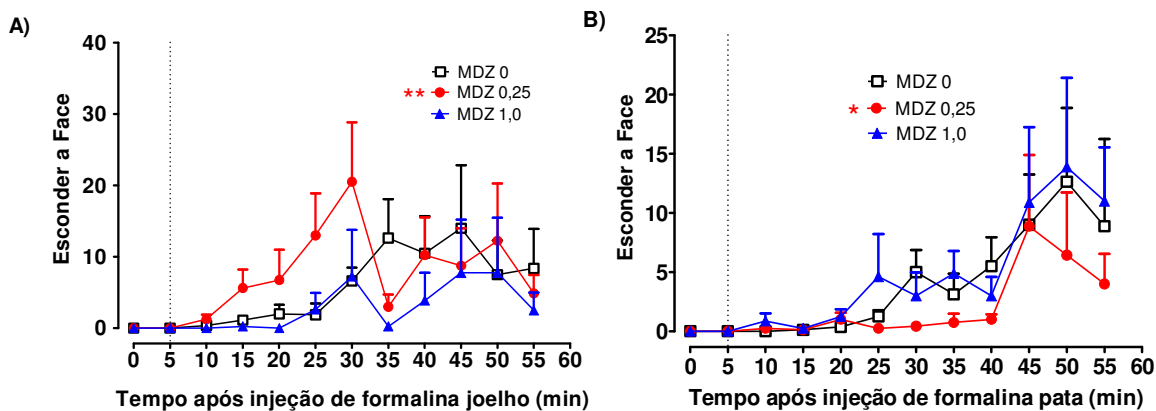 A)
Esconder a Face
40
30
20
10
0
MDZ 0
** MDZ 0,25
MDZ 1,0
0 5 10 15 20 25 30 35 40 45 50 55 60
Tempo após injeção de formalina joelho (min)
B)
Esconder a Face
25
20
15
10
5
0
MDZ 0
* MDZ 0,25
MDZ 1,0
0 5 10 15 20 25 30 35 40 45 50 55 60
Tempo após injeção de formalina pata (min)